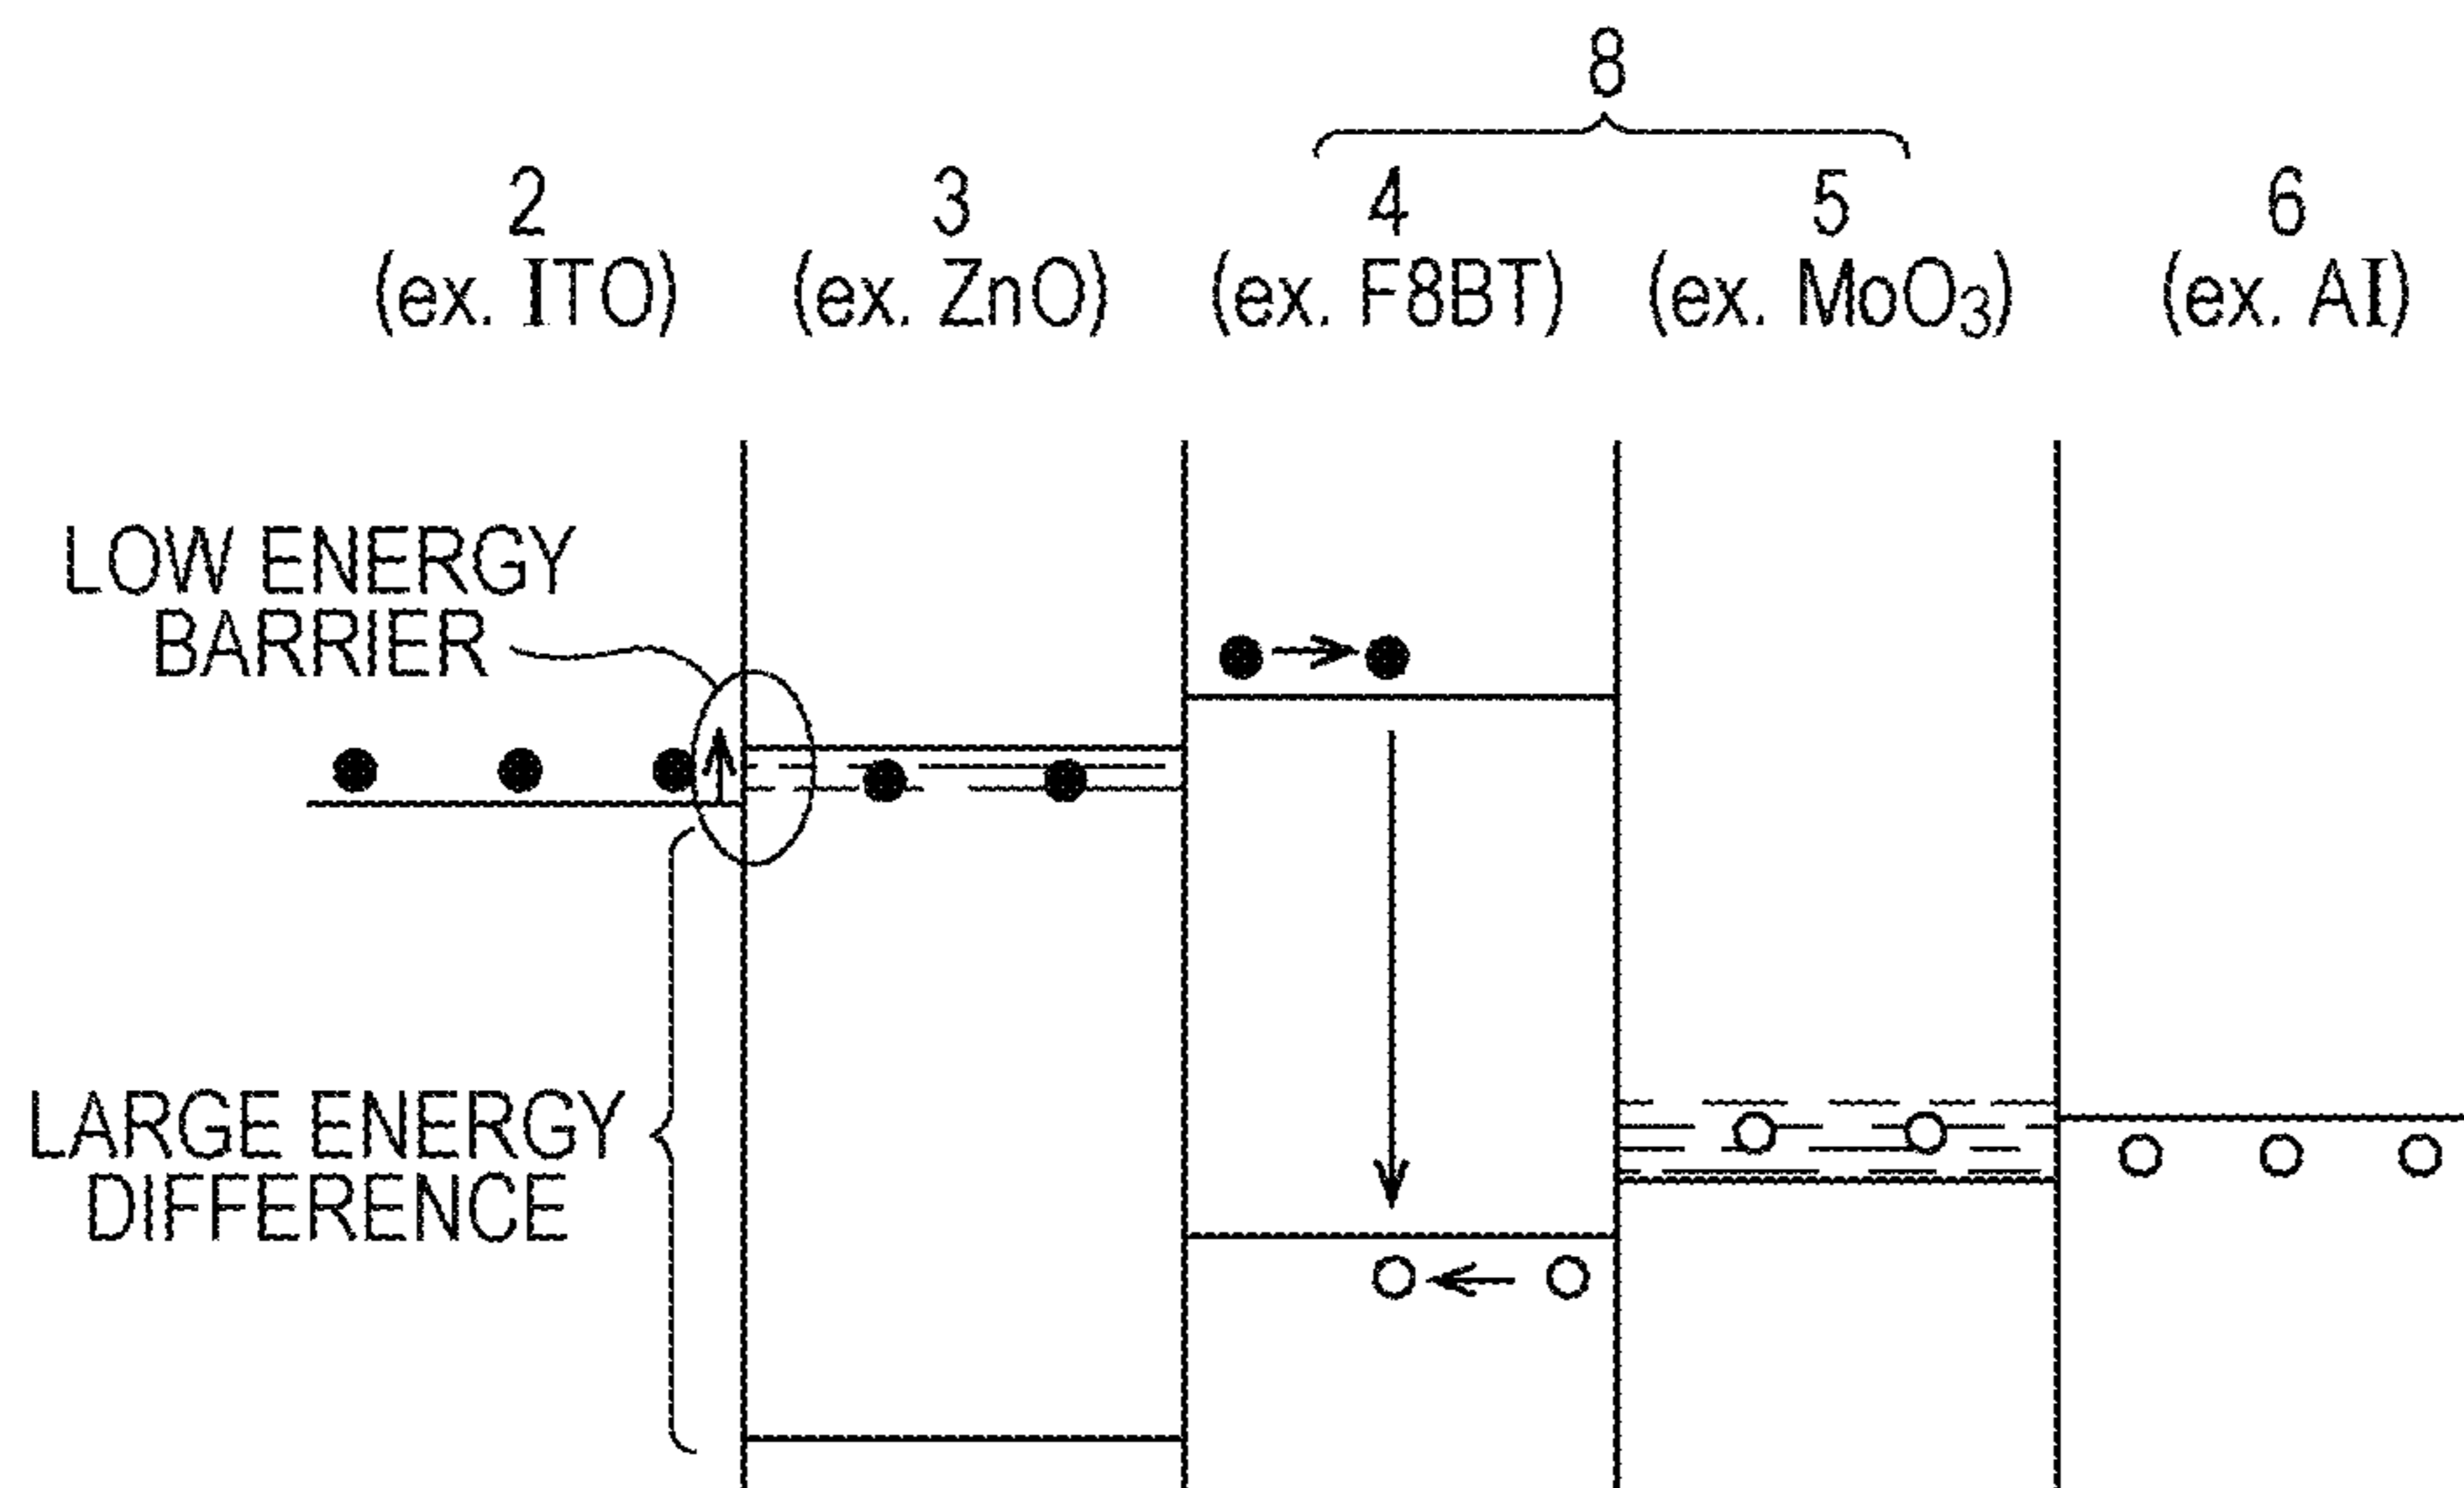 8
2 3 4 5 6
(ex. ITO) (ex. ZnO) (ex. F8BT) (ex. MoO₃) (ex. Al)
LOW ENERGY
BARRIER
LARGE ENERGY
DIFFERENCE